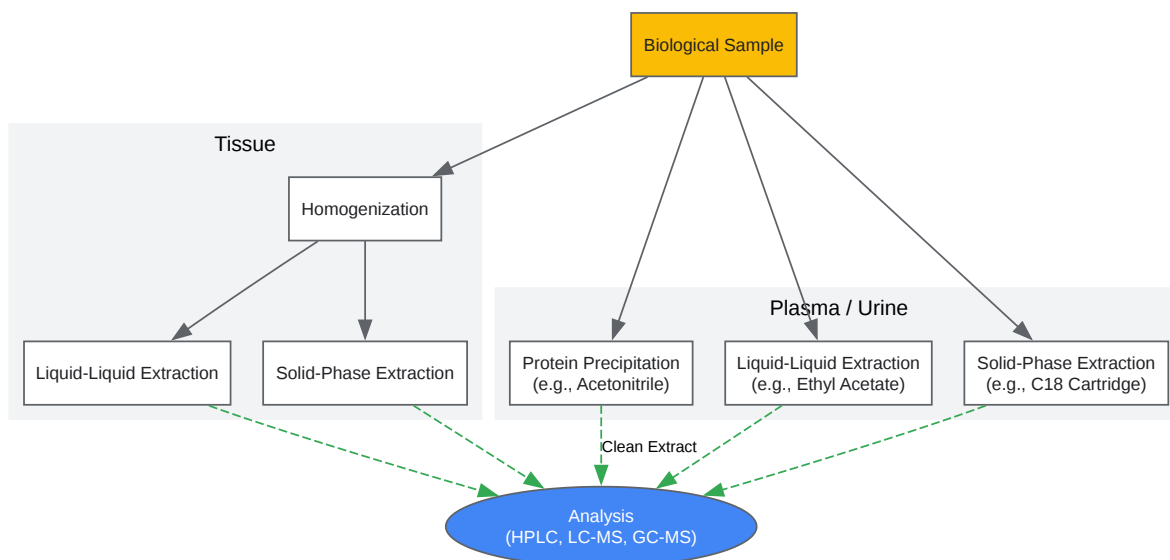 Biological Sample
Tissue
Homogenization
Plasma / Urine
Liquid-Liquid Extraction
Solid-Phase Extraction
Protein Precipitation
(e.g., Acetonitrile)
Liquid-Liquid Extraction
(e.g., Ethyl Acetate)
Solid-Phase Extraction
(e.g., C18 Cartridge)
Clean Extract
Analysis
(HPLC, LC-MS, GC-MS)